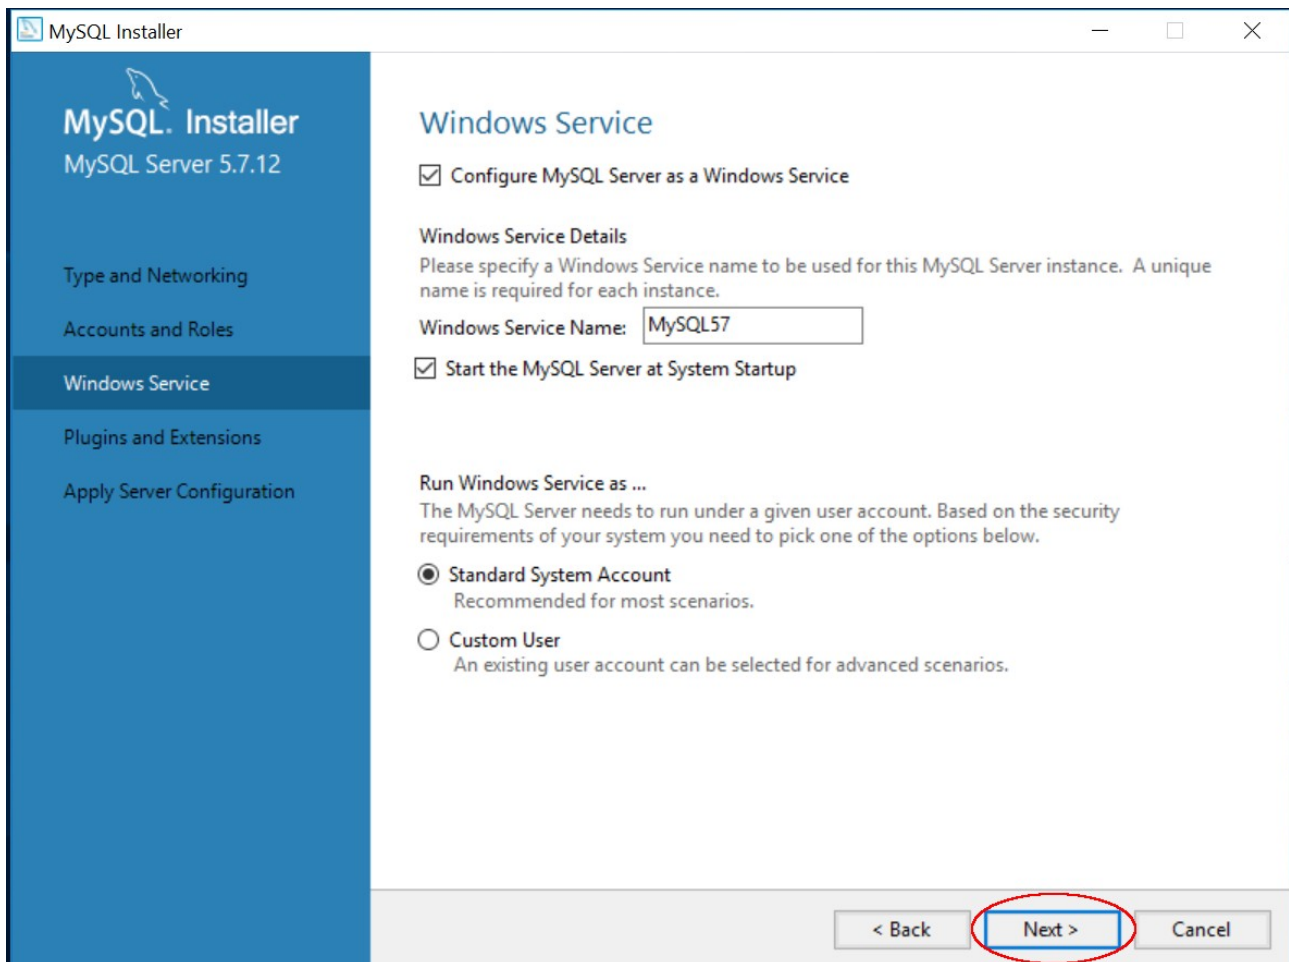 MySQL Installer
MySQL. Installer
MySQL Server 5.7.12
Type and Networking
Accounts and Roles
Windows Service
Plugins and Extensions
Apply Server Configuration
Windows Service
Configure MySQL Server as a Windows Service
Windows Service Details
Please specify a Windows Service name to be used for this MySQL Server instance. A unique
name is required for each instance.
Windows Service Name: MySQL57
Start the MySQL Server at System Startup
Run Windows Service as ...
The MySQL Server needs to run under a given user account. Based on the security
requirements of your system you need to pick one of the options below.
Standard System Account
Recommended for most scenarios.
Custom User
An existing user account can be selected for advanced scenarios.
< Back Next > Cancel